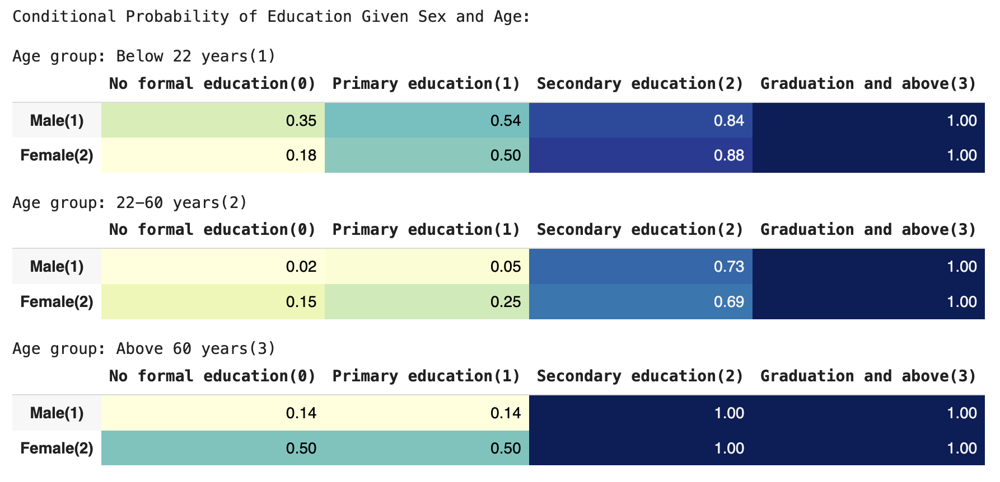 Conditional Probability of Education Given Sex and Age:
Age group: Below 22 years(1)
No formal education(0) Primary education(1) Secondary education(2) Graduation and above(3)
Male(1) 0.35 0.54 0.84 1.00
Female(2) 0.18 0.50 0.88 1.00
Age group: 22–60 years(2)
No formal education(0) Primary education(1) Secondary education(2) Graduation and above(3)
Male(1) 0.02 0.05 0.73 1.00
Female(2) 0.15 0.25 0.69 1.00
Age group: Above 60 years(3)
No formal education(0) Primary education(1) Secondary education(2) Graduation and above(3)
Male(1) 0.14 0.14 1.00 1.00
Female(2) 0.50 0.50 1.00 1.00